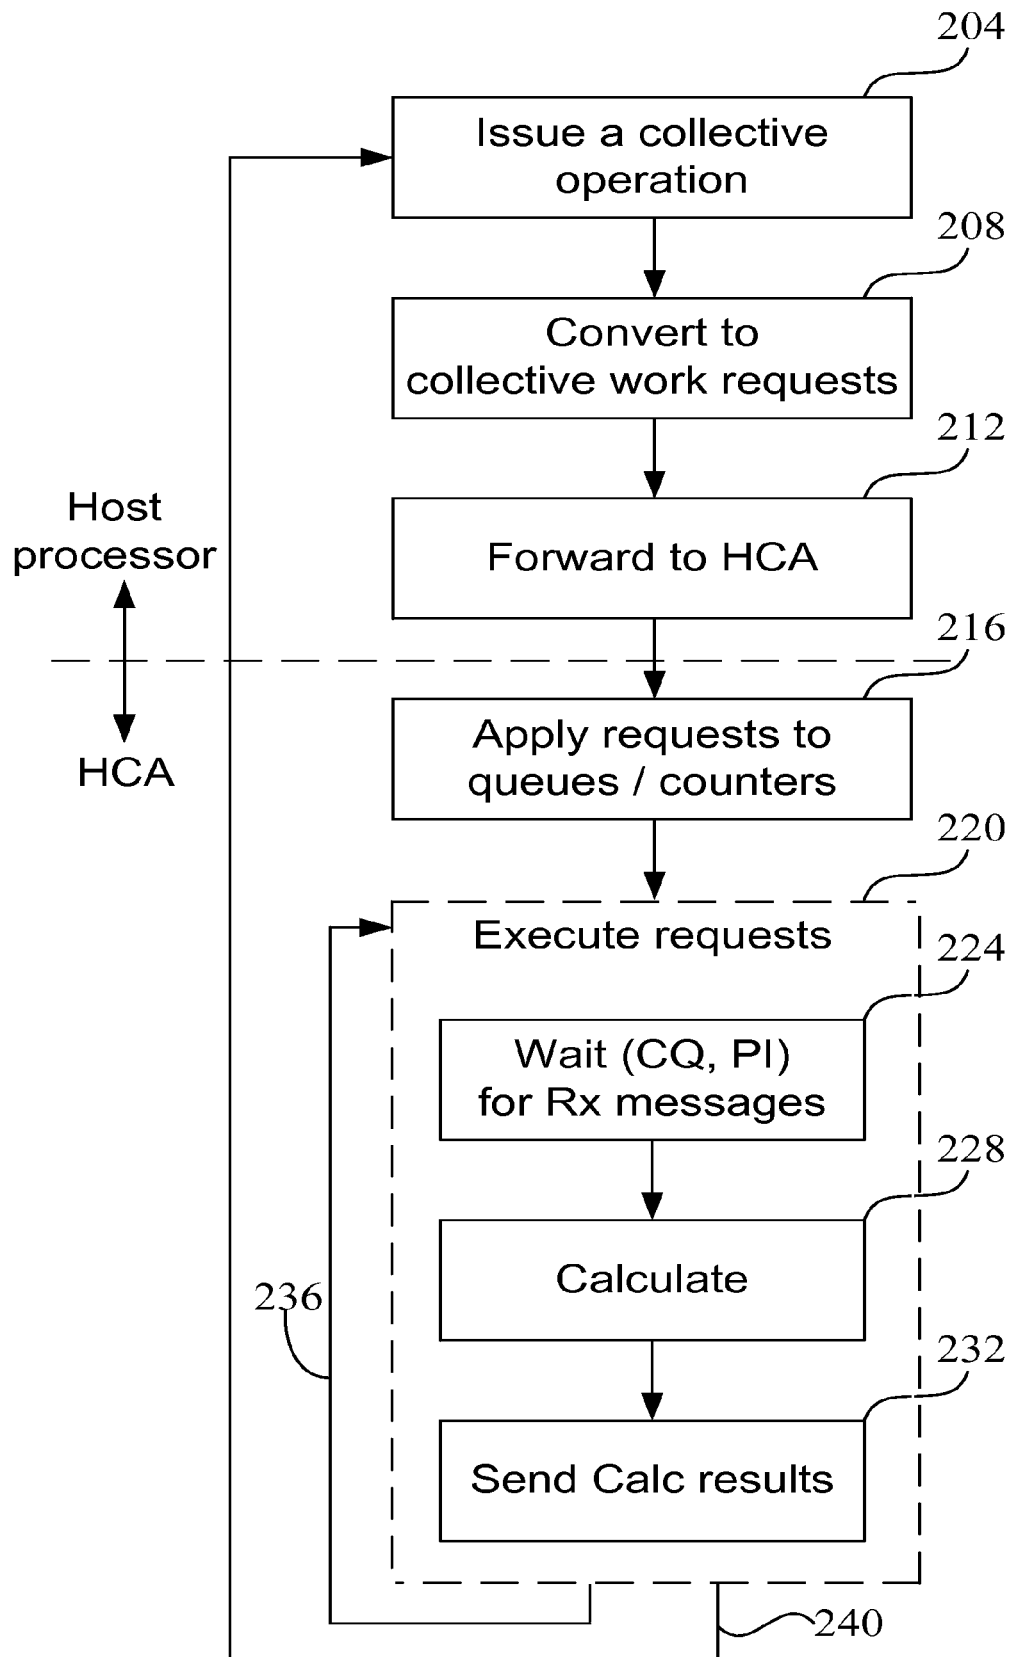 204
Issue a collective
operation
208
Convert to
collective work requests
212
Host
processor
Forward to HCA
216
HCA
Apply requests to
queues / counters
220
Execute requests
224
Wait (CQ, PI)
for Rx messages
228
Calculate
236
232
Send Calc results
240